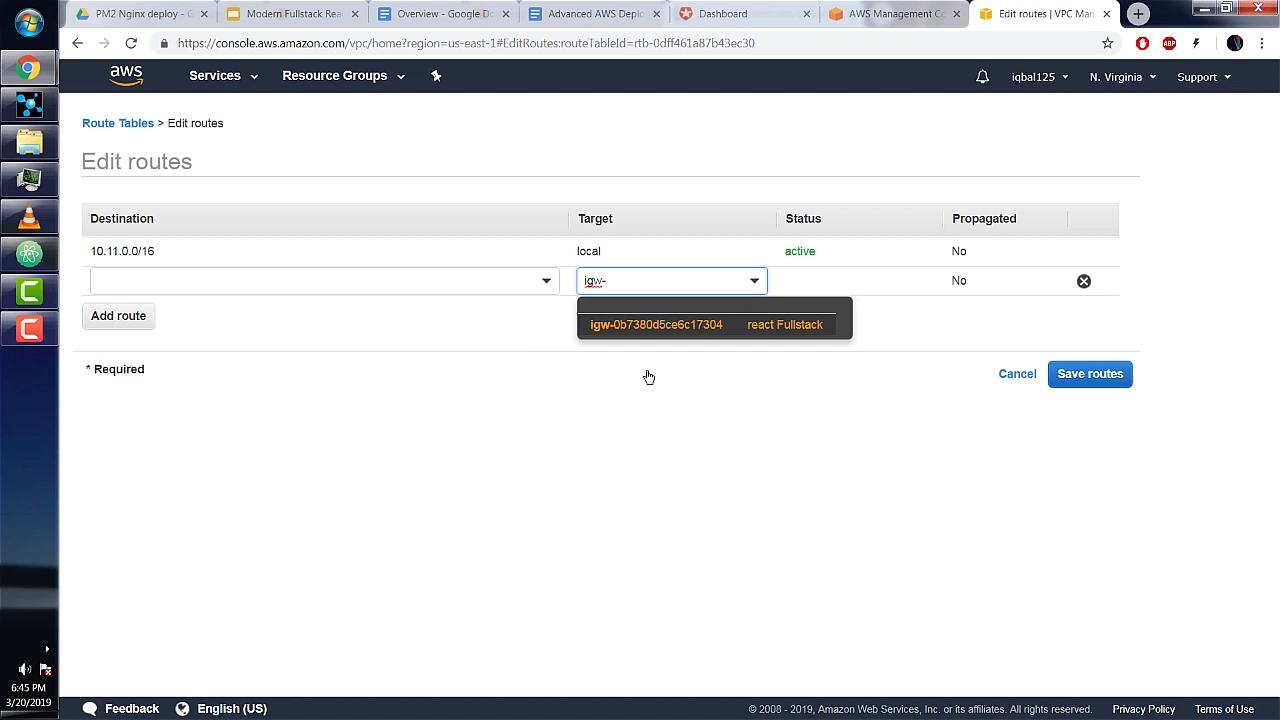 PM2 Nginx deploy - G
Modern Fullstack Rea
Overview - 
Advanced AWS Depl
Dashboard
AWS Management Co
Edit routes | VPC Man
https://console.aws.amazon.com/vpc/home?region=us-east-1#EditRoutes:routeTableId=rtb-0dff461a87b43ec30
ABP
aws
Services
Resource Groups
iqbal125
N. Virginia
Support
Route Tables > Edit routes
Edit routes
Destination Target Status Propagated
10.11.0.0/16 local active No
igw- No
Add route
igw-0b7380d5ce6c17304 react Fullstack
* Required
Cancel
Save routes
6:45 PM
3/20/2019
Feedback
English (US)
© 2008 - 2019, Amazon Web Services, Inc. or its affiliates. All rights reserved.
Privacy Policy
Terms of Use